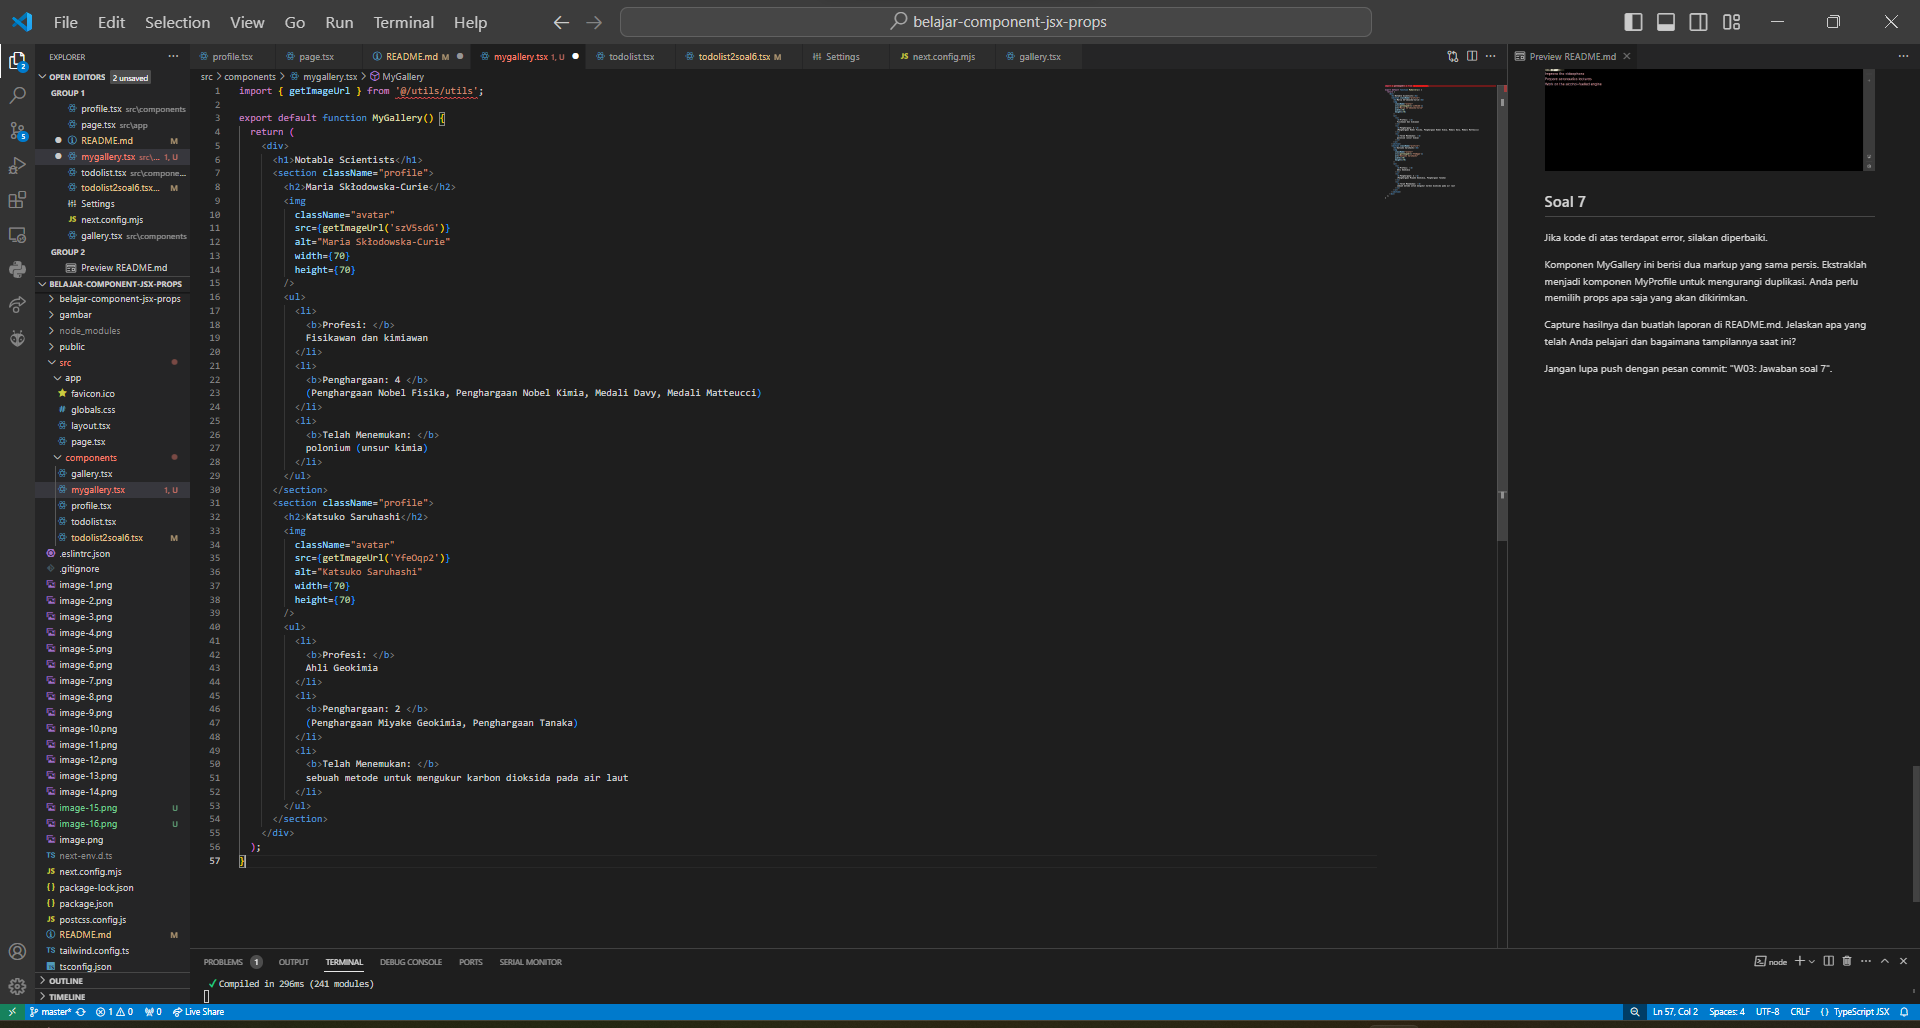 File Edit Selection View Go Run Terminal Help
belajar-component-jsx-props
EXPLORER
OPEN EDITORS 2 unsaved
GROUP 1
profile.tsx src\components
page.tsx src\app
README.md M
mygallery.tsx src\... 1, U
todolist.tsx src\compone...
todolist2soal6.tsx... M
Settings
next.config.mjs
gallery.tsx src\components
GROUP 2
Preview README.md
BELAJAR-COMPONENT-JSX-PROPS
belajar-component-jsx-props
gambar
node_modules
public
src
app
favicon.ico
globals.css
layout.tsx
page.tsx
components
gallery.tsx
mygallery.tsx 1, U
profile.tsx
todolist.tsx
todolist2soal6.tsx M
.eslintrc.json
.gitignore
image-1.png
image-2.png
image-3.png
image-4.png
image-5.png
image-6.png
image-7.png
image-8.png
image-9.png
image-10.png
image-11.png
image-12.png
image-13.png
image-14.png
image-15.png U
image-16.png U
image.png
next-env.d.ts
next.config.mjs
package-lock.json
package.json
postcss.config.js
README.md M
tailwind.config.ts
tsconfig.json
OUTLINE
TIMELINE
profile.tsx page.tsx README.md M mygallery.tsx 1, U todolist.tsx todolist2soal6.tsx M Settings next.config.mjs gallery.tsx
src > components > mygallery.tsx > MyGallery
1 import { getImageUrl } from '@/utils/utils';
2
3 export default function MyGallery() {
4 return (
5 <div>
6 <h1>Notable Scientists</h1>
7 <section className="profile">
8 <h2>Maria Skłodowska-Curie</h2>
9 <img
10 className="avatar"
11 src={getImageUrl('szV5sdG')}
12 alt="Maria Skłodowska-Curie"
13 width={70}
14 height={70}
15 />
16 <ul>
17 <li>
18 <b>Profesi: </b>
19 Fisikawan dan kimiawan
20 </li>
21 <li>
22 <b>Penghargaan: 4 </b>
23 (Penghargaan Nobel Fisika, Penghargaan Nobel Kimia, Medali Davy, Medali Matteucci)
24 </li>
25 <li>
26 <b>Telah Menemukan: </b>
27 polonium (unsur kimia)
28 </li>
29 </ul>
30 </section>
31 <section className="profile">
32 <h2>Katsuko Saruhashi</h2>
33 <img
34 className="avatar"
35 src={getImageUrl('YfeOqp2')}
36 alt="Katsuko Saruhashi"
37 width={70}
38 height={70}
39 />
40 <ul>
41 <li>
42 <b>Profesi: </b>
43 Ahli Geokimia
44 </li>
45 <li>
46 <b>Penghargaan: 2 </b>
47 (Penghargaan Miyake Geokimia, Penghargaan Tanaka)
48 </li>
49 <li>
50 <b>Telah Menemukan: </b>
51 sebuah metode untuk mengukur karbon dioksida pada air laut
52 </li>
53 </ul>
54 </section>
55 </div>
56 );
57 }
PROBLEMS 1 OUTPUT TERMINAL DEBUG CONSOLE PORTS SERIAL MONITOR
node
✓ Compiled in 296ms (241 modules)
Preview README.md
Soal 7
Jika kode di atas terdapat error, silakan diperbaiki.
Komponen MyGallery ini berisi dua markup yang sama persis. Ekstraklah
menjadi komponen MyProfile untuk mengurangi duplikasi. Anda perlu
memilih props apa saja yang akan dikirimkan.
Capture hasilnya dan buatlah laporan di README.md. Jelaskan apa yang
telah Anda pelajari dan bagaimana tampilannya saat ini?
Jangan lupa push dengan pesan commit: "W03: Jawaban soal 7".
master* 1 0 0 Live Share
Ln 57, Col 2 Spaces: 4 UTF-8 CRLF {} TypeScript JSX